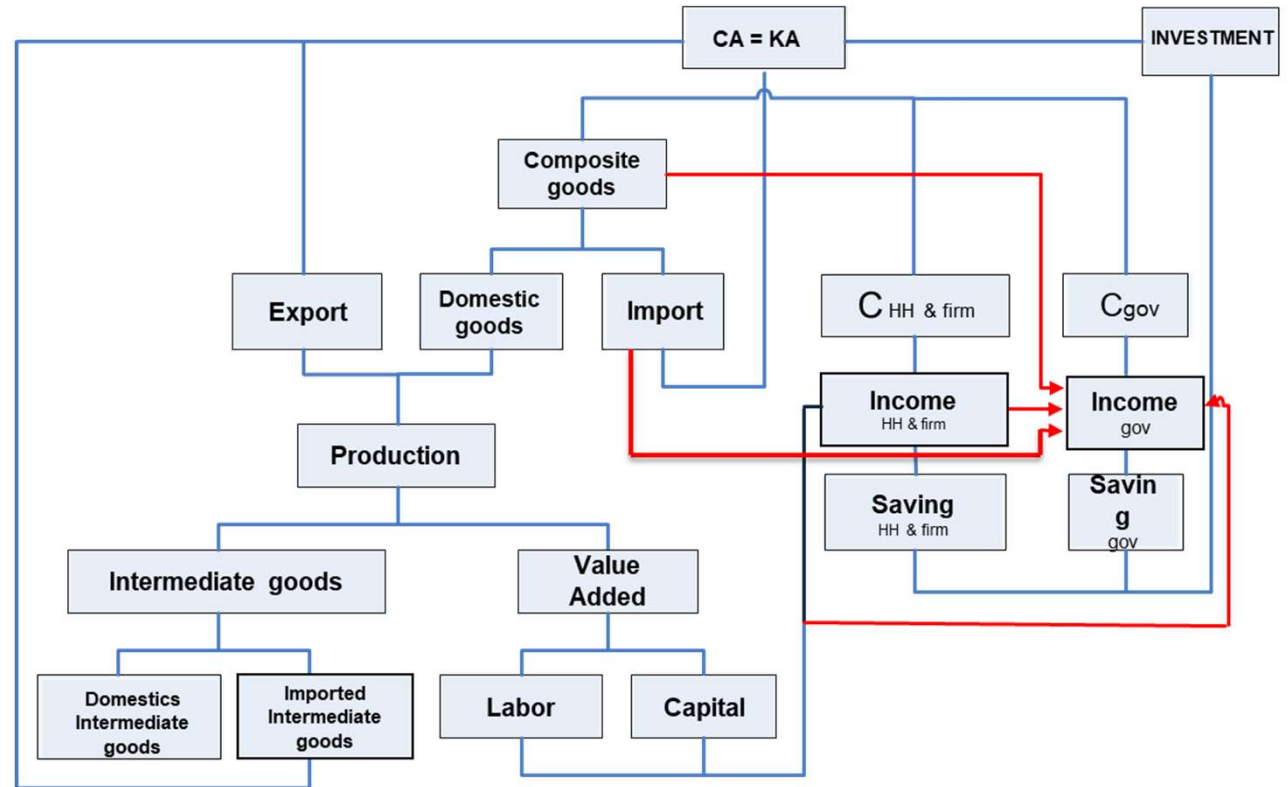 CA = KA
INVESTMENT
Composite
goods
Export
Domestic
goods
Import
C HH & firm
Cgov
Income
HH & firm
Income
gov
Production
Saving
HH & firm
Savin
g
gov
Intermediate goods
Value
Added
Domestics
Intermediate
goods
Imported
Intermediate
goods
Labor
Capital